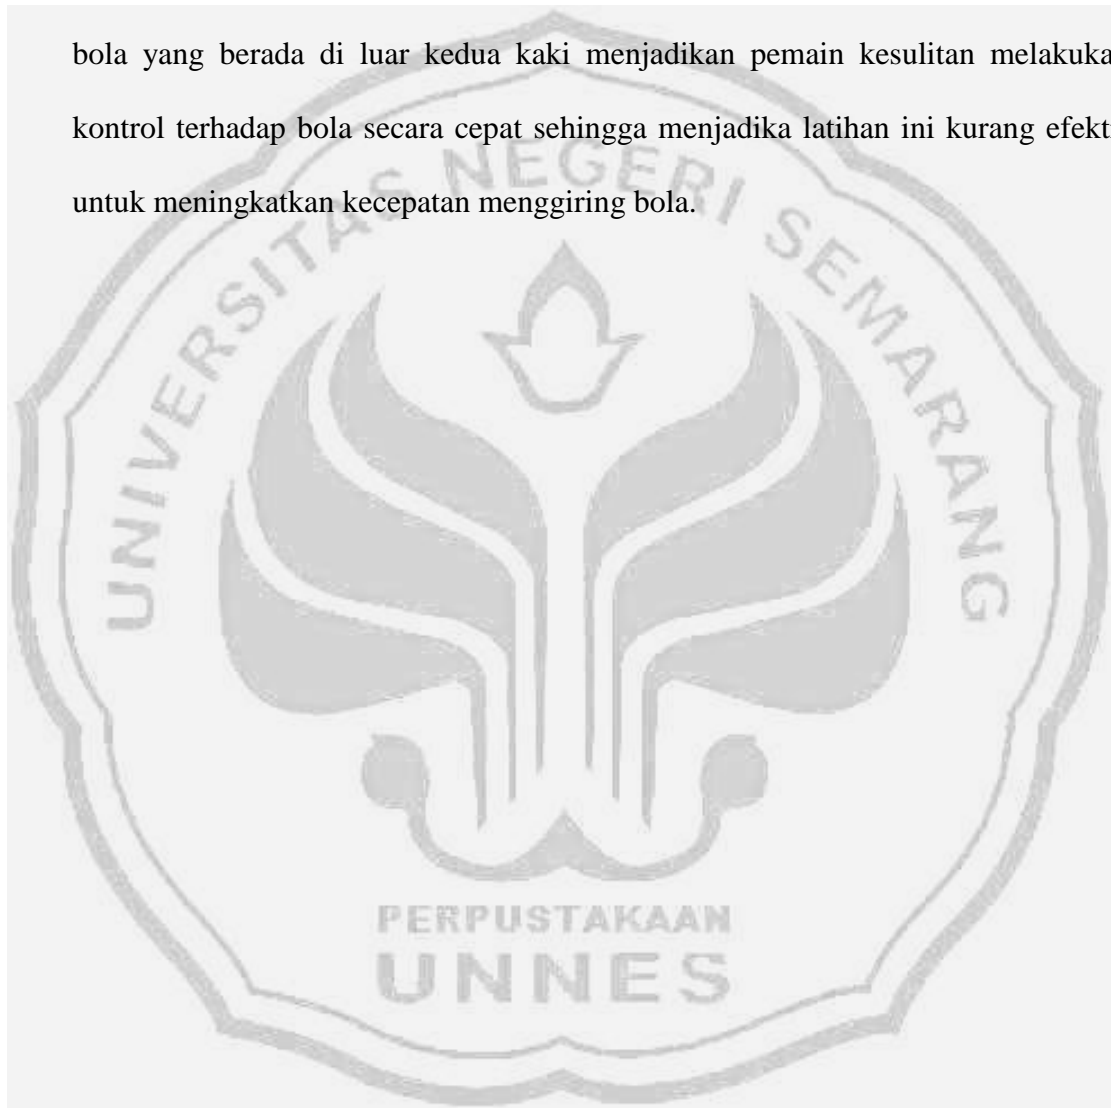 bola yang berada di luar kedua kaki menjadikan pemain kesulitan melakuka
kontrol terhadap bola secara cepat sehingga menjadika latihan ini kurang efekt
untuk meningkatkan kecepatan menggiring bola.
UNIVERSITAS NEGERI SEMARANG
PERPUSTAKAAN
UNNES